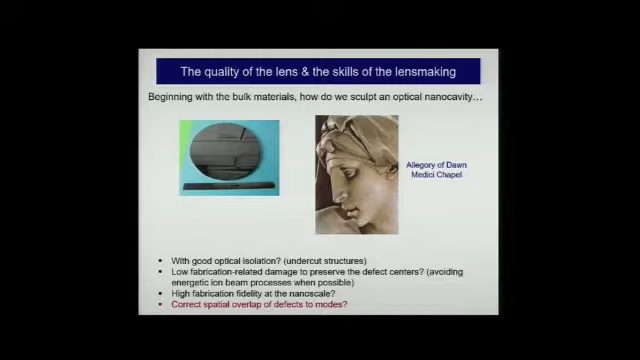 The quality of the lens & the skills of the lensmaking
Beginning with the bulk materials, how do we sculpt an optical nanocavity…
Allegory of Dawn
Medici Chapel
▪ With good optical isolation? (undercut structures)
▪ Low fabrication-related damage to preserve the defect centers? (avoiding
energetic ion beam processes when possible)
▪ High fabrication fidelity at the nanoscale?
▪ Correct spatial overlap of defects to modes?